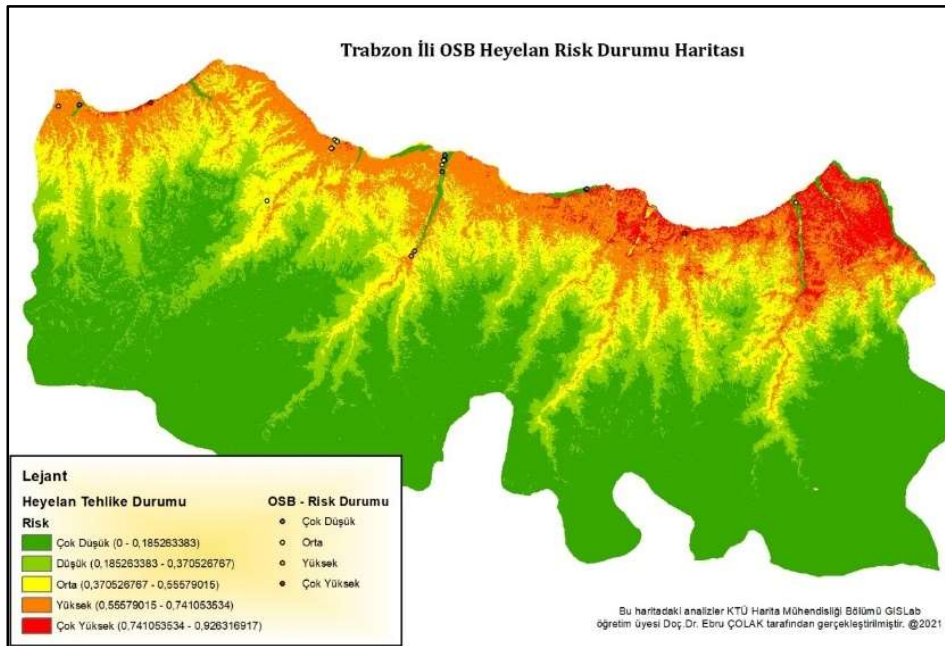 Trabzon İli OSB Heyelan Risk Durumu Haritası
Lejant
Heyelan Tehlike Durumu
Risk
Çok Düşük (0 - 0,185263383)
Düşük (0,185263383 - 0,370526767)
Orta (0,370526767 - 0,55579015)
Yüksek (0,55579015 - 0,741053534)
Çok Yüksek (0,741053534 - 0,926316917)
OSB - Risk Durumu
Çok Düşük
Orta
Yüksek
Çok Yüksek
Bu haritadaki analizler KTÜ Harita Mühendisliği Bölümü GISLab
öğretim üyesi Doç.Dr. Ebru ÇOLAK tarafından gerçekleştirilmiştir. @2021